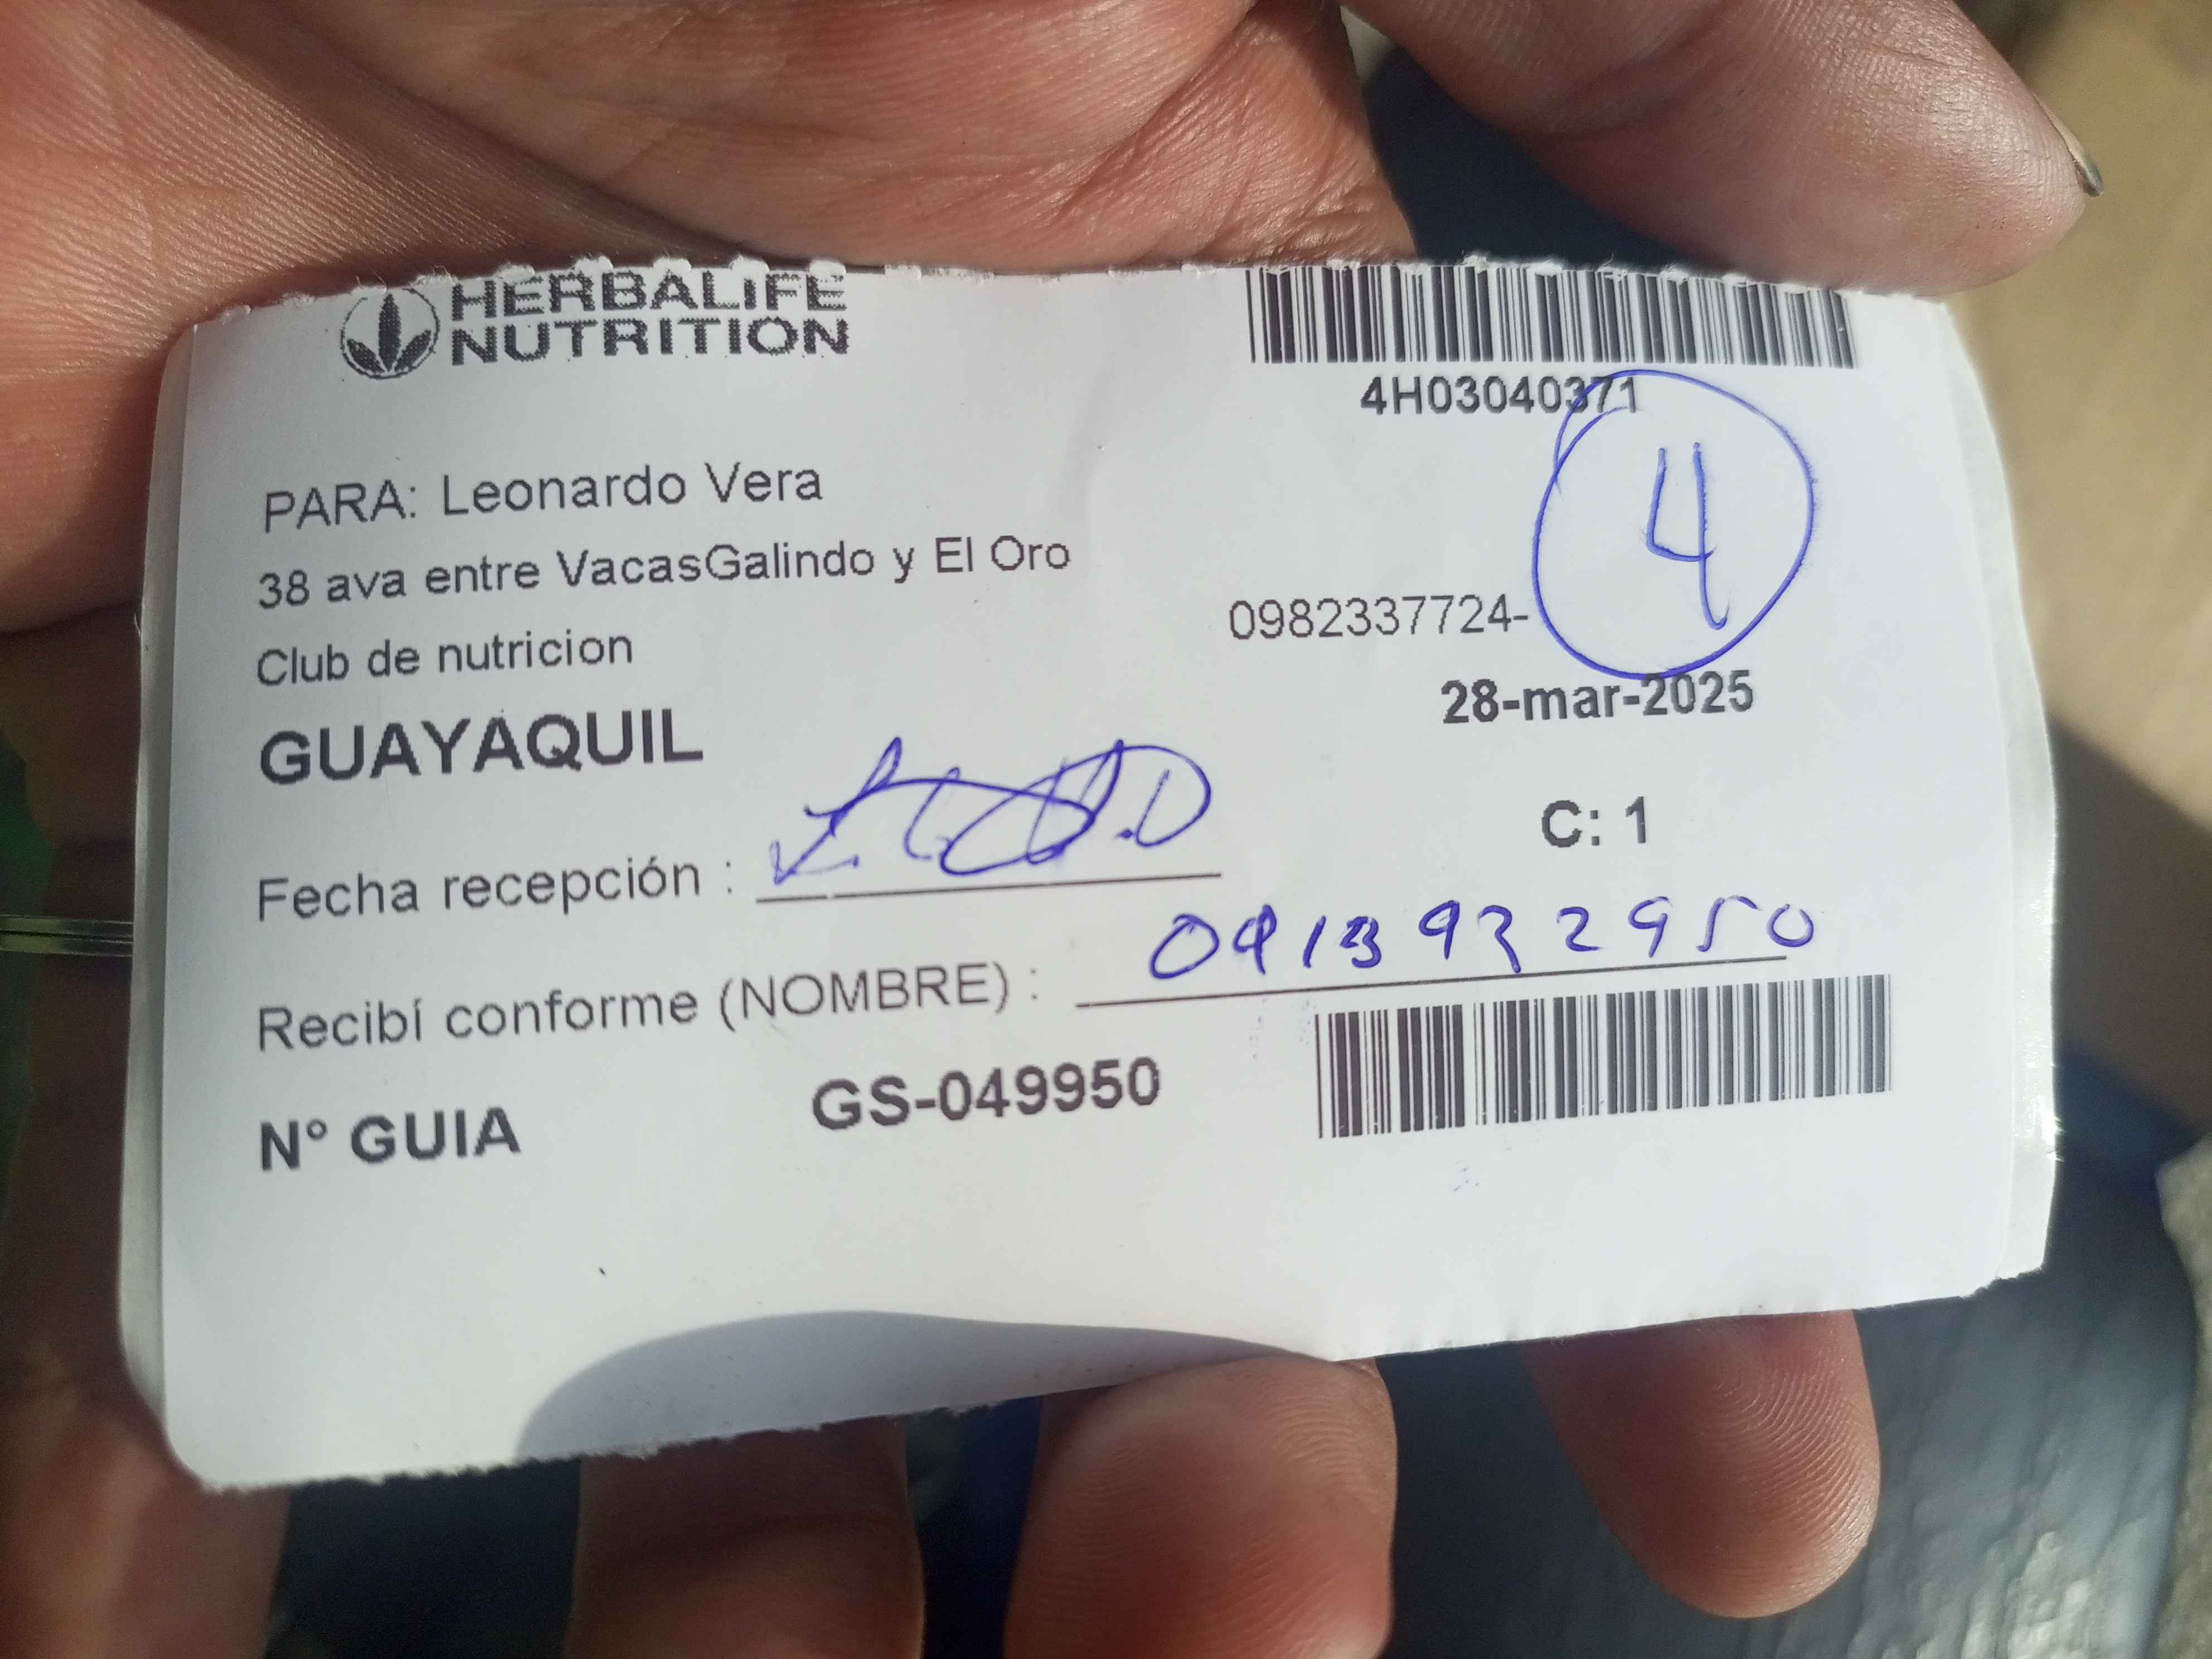 HERBALIFE
NUTRITION
4H03040371
4
PARA: Leonardo Vera
38 ava entre VacasGalindo y El Oro
0982337724-
Club de nutricion
28-mar-2025
GUAYAQUIL
C: 1
Fecha recepción :
Recibí conforme (NOMBRE) :
N° GUIA GS-049950